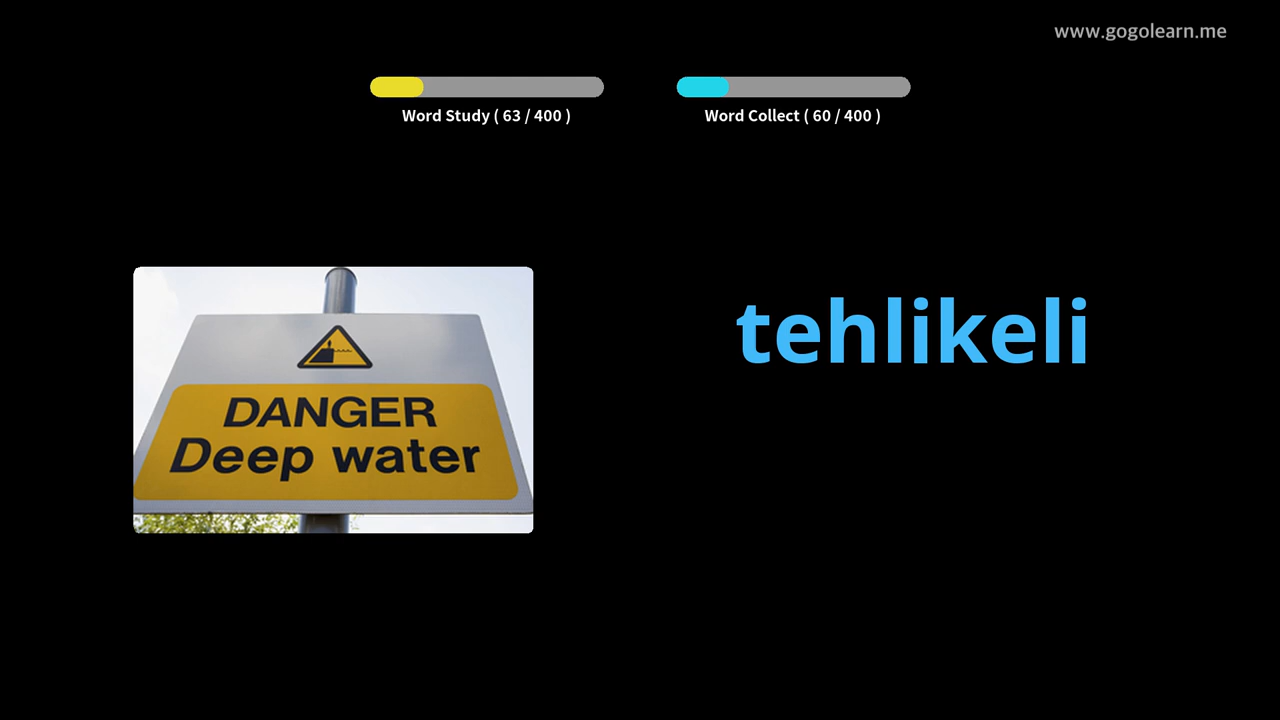 www.gogolearn.me
Word Study ( 63 / 400 )
Word Collect ( 60 / 400 )
DANGER
Deep water
tehlikeli